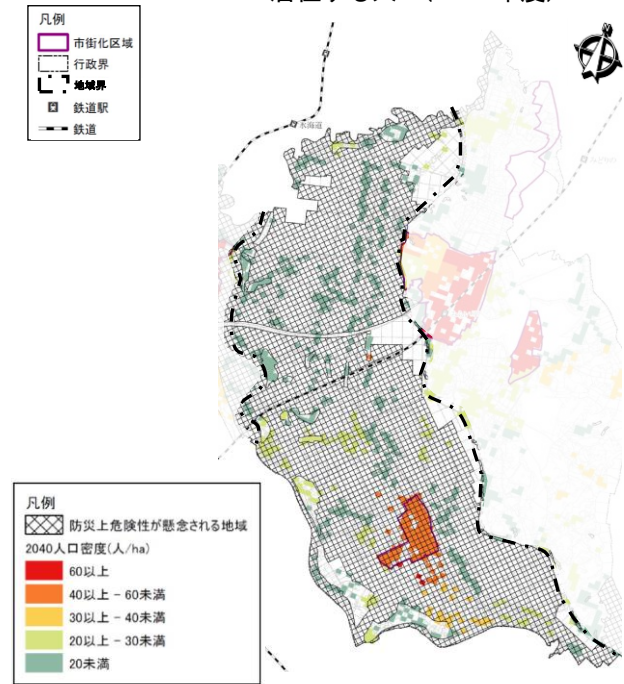 凡例
市街化区域
行政界
地域界
鉄道駅
鉄道
水海道
凡例
防災上危険性が懸念される地域
2040人口密度(人/ha)
60以上
40以上 - 60未満
30以上 - 40未満
20以上 - 30未満
20未満